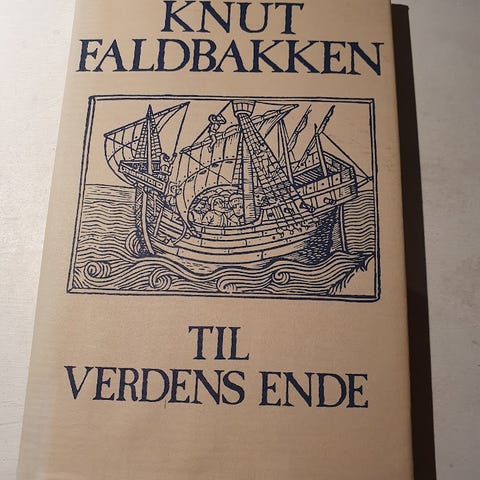 KNUT
FALDBAKKEN
TIL
VERDENS ENDE